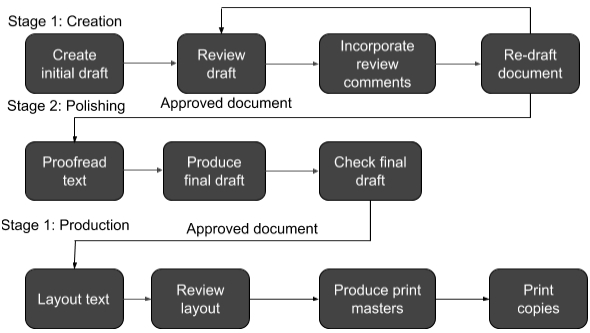 Stage 1: Creation
Create
initial draft
Review
draft
Incorporate
review
comments
Re-draft
document
Approved document
Stage 2: Polishing
Proofread
text
Produce
final draft
Check final
draft
Stage 1: Production
Approved document
Layout text
Review
layout
Produce print
masters
Print
copies